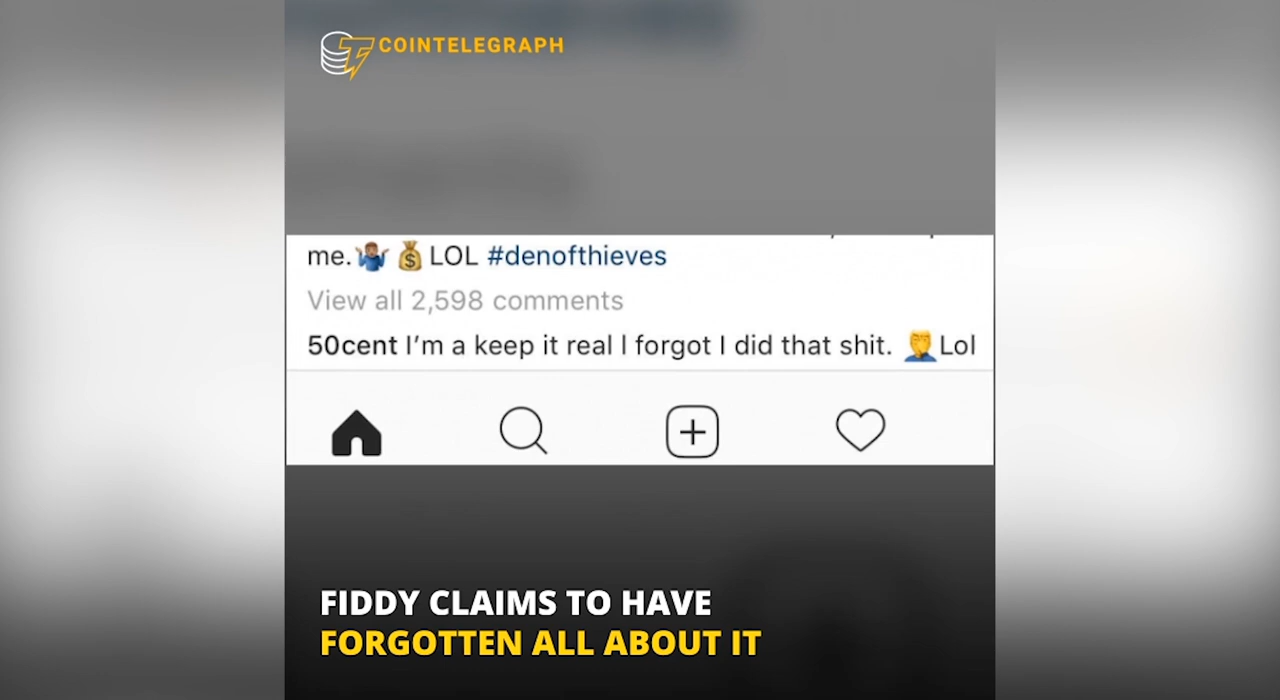 COINTELEGRAPH
me.🤷🏽‍♂️💰LOL #denofthieves
View all 2,598 comments
50cent I’m a keep it real I forgot I did that shit. 🤦‍♂️Lol
FIDDY CLAIMS TO HAVE
FORGOTTEN ALL ABOUT IT